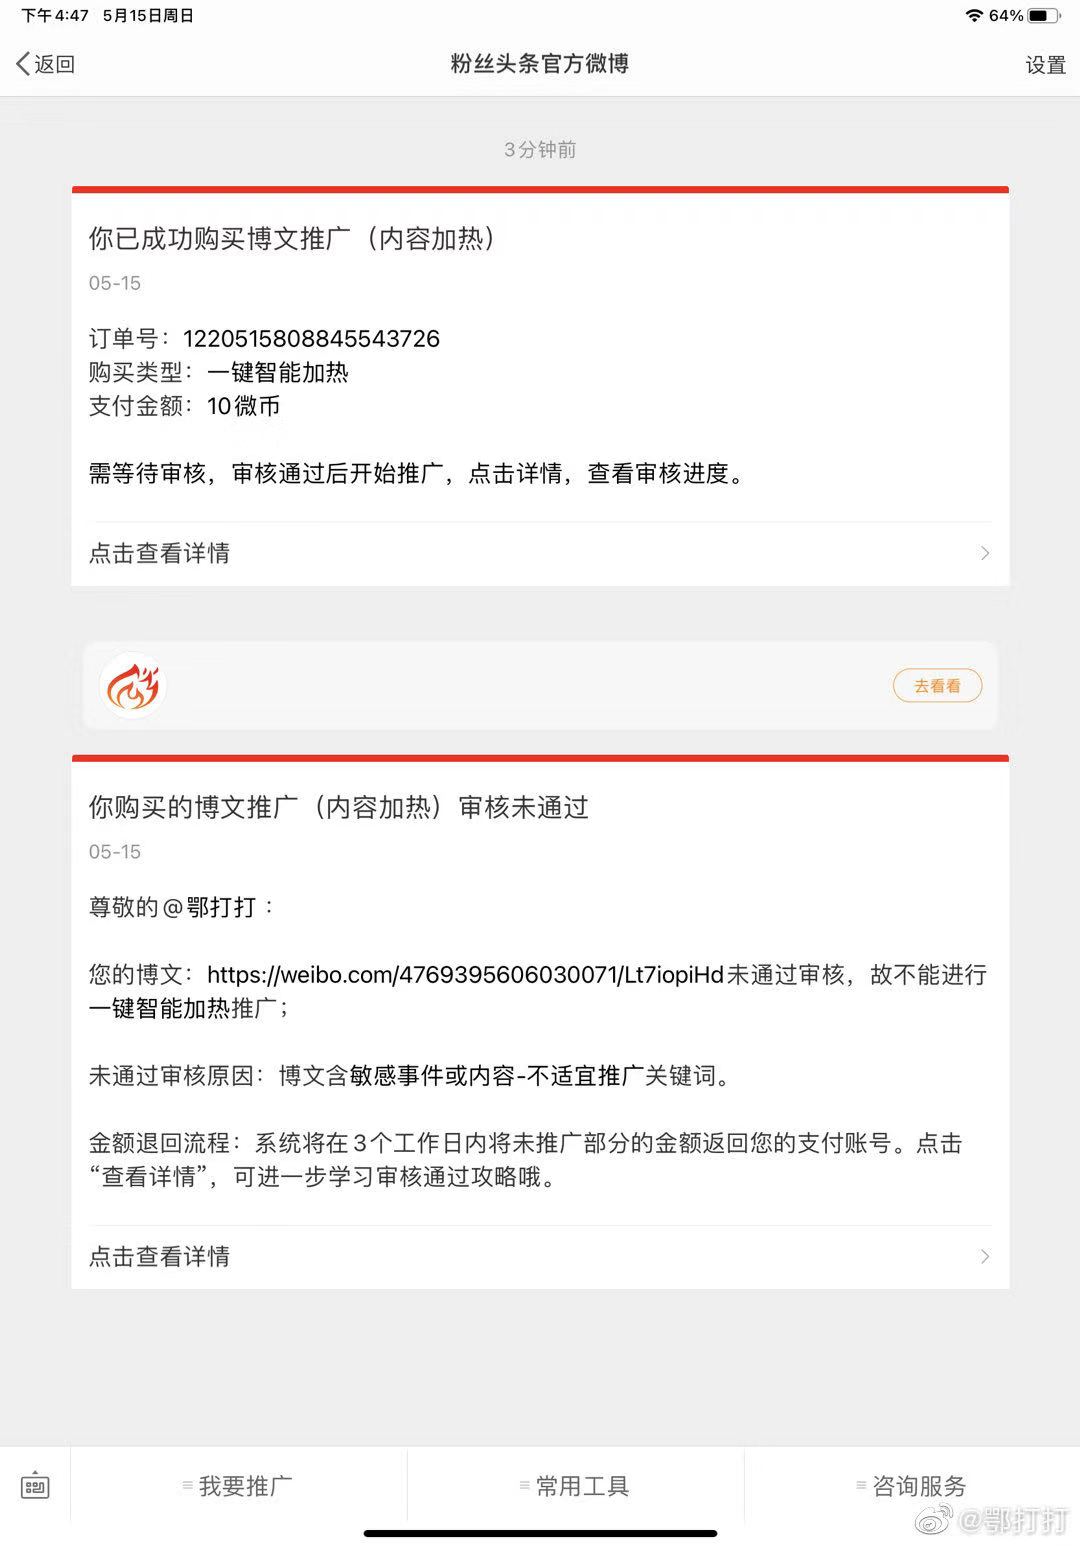 下午4:47 5月15日周日
64%
返回
粉丝头条官方微博
设置
3分钟前
你已成功购买博文推广（内容加热）
05-15
订单号：1220515808845543726
购买类型：一键智能加热
支付金额：10微币
需等待审核，审核通过后开始推广，点击详情，查看审核进度。
点击查看详情
去看看
你购买的博文推广（内容加热）审核未通过
05-15
尊敬的@鄂打打：
您的博文：https://weibo.com/4769395606030071/Lt7iopiHd未通过审核，故不能进行
一键智能加热推广；
未通过审核原因：博文含敏感事件或内容-不适宜推广关键词。
金额退回流程：系统将在3个工作日内将未推广部分的金额返回您的支付账号。点击
“查看详情”，可进一步学习审核通过攻略哦。
点击查看详情
我要推广
常用工具
咨询服务
@鄂打打